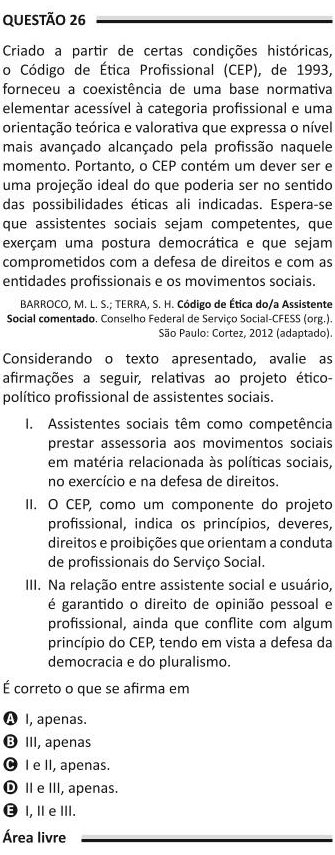 QUESTÃO 26
Criado a partir de certas condições históricas,
o Código de Ética Profissional (CEP), de 1993,
forneceu a coexistência de uma base normativa
elementar acessível à categoria profissional e uma
orientação teórica e valorativa que expressa o nível
mais avançado alcançado pela profissão naquele
momento. Portanto, o CEP contém um dever ser e
uma projeção ideal do que poderia ser no sentido
das possibilidades éticas ali indicadas. Espera-se
que assistentes sociais sejam competentes, que
exerçam uma postura democrática e que sejam
comprometidos com a defesa de direitos e com as
entidades profissionais e os movimentos sociais.
BARROCO, M. L. S.; TERRA, S. H. Código de Ética do/a Assistente
Social comentado. Conselho Federal de Serviço Social-CFESS (org.).
São Paulo: Cortez, 2012 (adaptado).
Considerando o texto apresentado, avalie as
afirmações a seguir, relativas ao projeto ético-
político profissional de assistentes sociais.
I. Assistentes sociais têm como competência
prestar assessoria aos movimentos sociais
em matéria relacionada às políticas sociais,
no exercício e na defesa de direitos.
II. O CEP, como um componente do projeto
profissional, indica os princípios, deveres,
direitos e proibições que orientam a conduta
de profissionais do Serviço Social.
III. Na relação entre assistente social e usuário,
é garantido o direito de opinião pessoal e
profissional, ainda que conflite com algum
princípio do CEP, tendo em vista a defesa da
democracia e do pluralismo.
É correto o que se afirma em
A I, apenas.
B III, apenas
C I e II, apenas.
D II e III, apenas.
E I, II e III.
Área livre